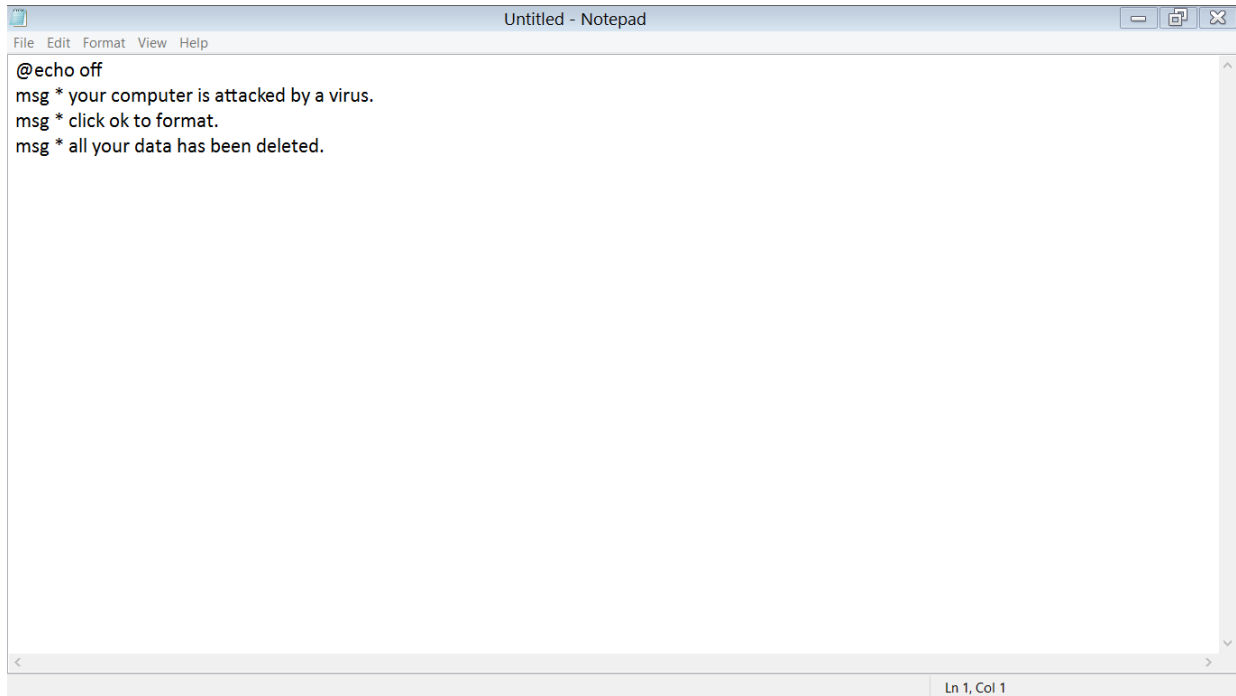 Untitled - Notepad
File Edit Format View Help
@echo off
msg * your computer is attacked by a virus.
msg * click ok to format.
msg * all your data has been deleted.
Ln 1, Col 1